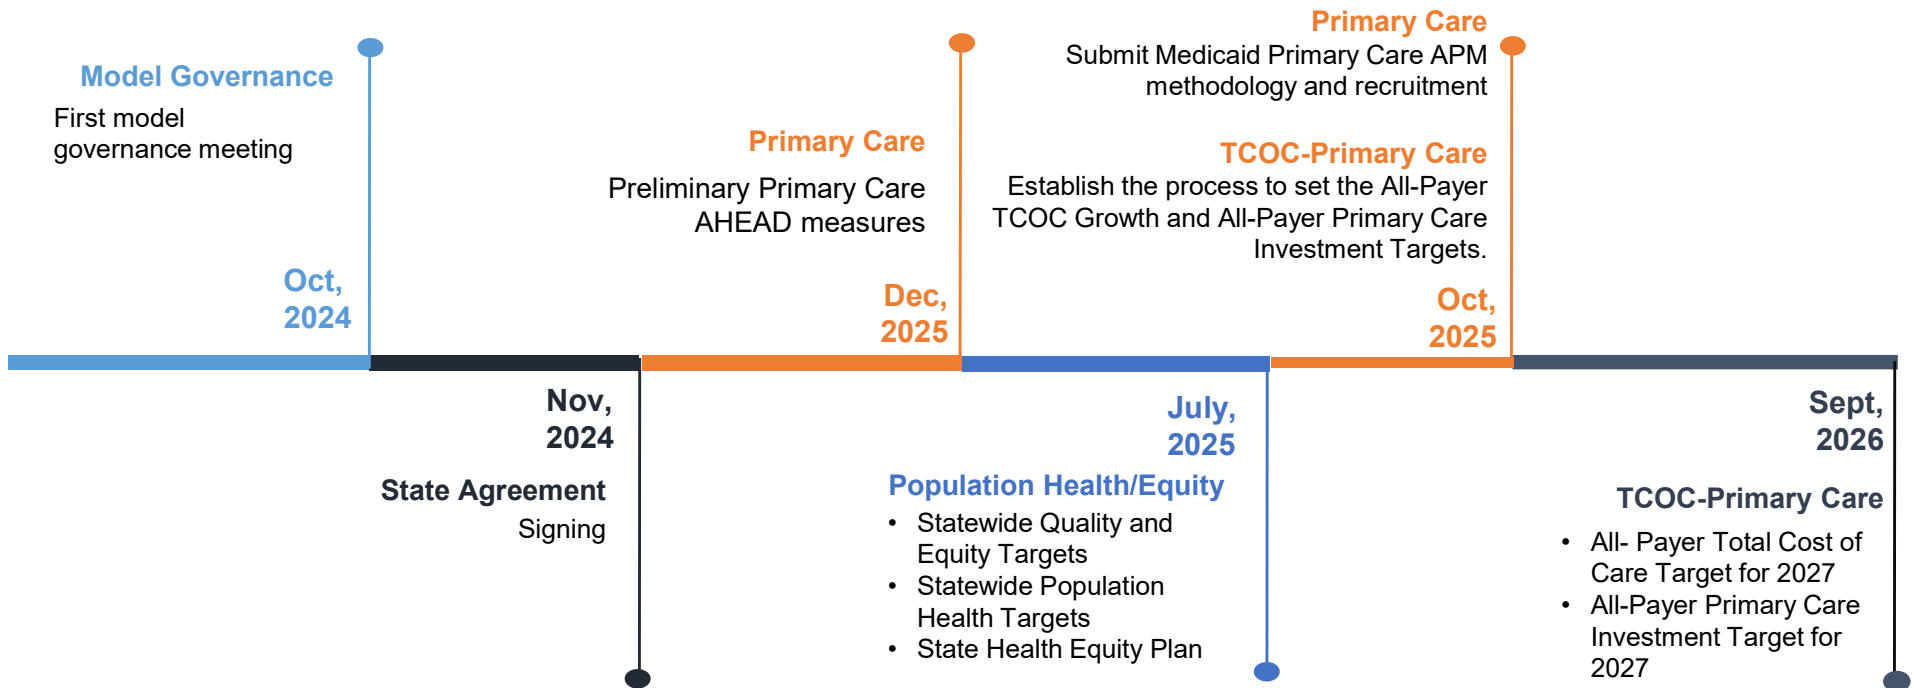 Model Governance
First model
governance meeting
Oct,
2024
Nov,
2024
State Agreement
Signing
Primary Care
Preliminary Primary Care
AHEAD measures
Dec,
2025
July,
2025
Population Health/Equity
• Statewide Quality and
Equity Targets
• Statewide Population
Health Targets
• State Health Equity Plan
Primary Care
Submit Medicaid Primary Care APM
methodology and recruitment
TCOC-Primary Care
Establish the process to set the All-Payer
TCOC Growth and All-Payer Primary Care
Investment Targets.
Oct,
2025
Sept,
2026
TCOC-Primary Care
• All- Payer Total Cost of
Care Target for 2027
• All-Payer Primary Care
Investment Target for
2027